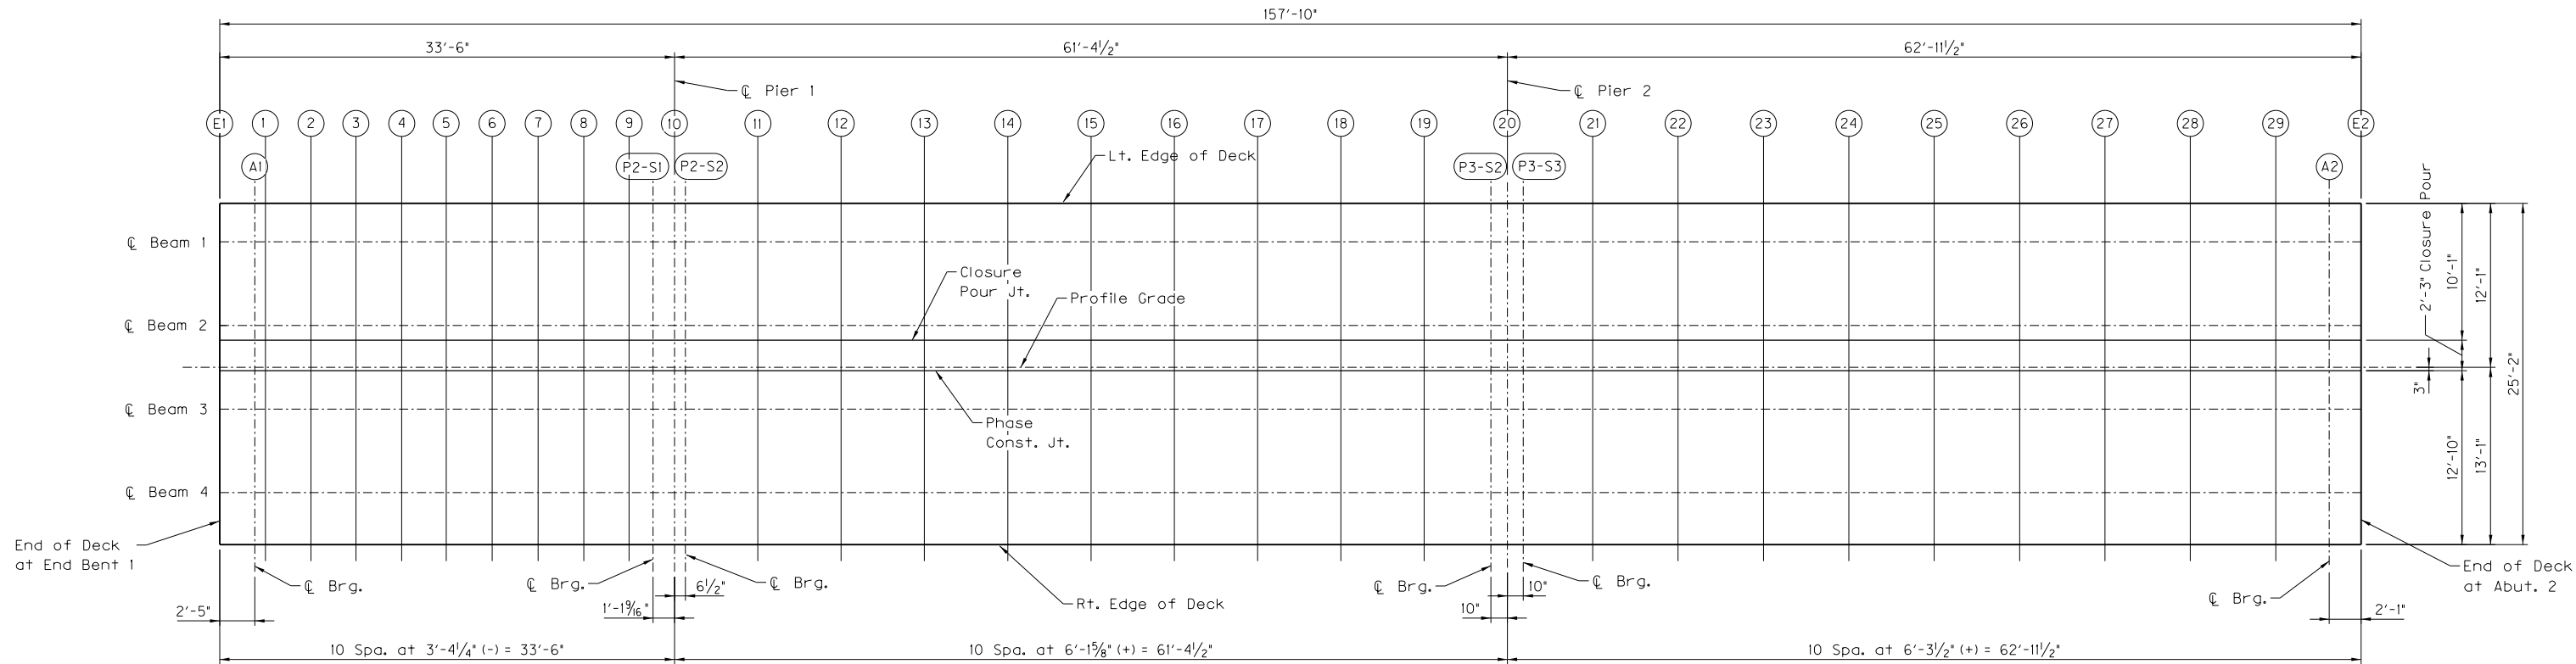 157'-10"
33'-6" 61'-4½" 62'-11½"
℄ Pier 1 ℄ Pier 2
E1 1 2 3 4 5 6 7 8 9 10 11 12 13 14 15 16 17 18 19 20 21 22 23 24 25 26 27 28 29 E2
A1 P2-S1 P2-S2 P3-S2 P3-S3 A2
Lt. Edge of Deck
℄ Beam 1
℄ Beam 2
℄ Beam 3
℄ Beam 4
Closure
Pour Jt.
Profile Grade
Phase
Const. Jt.
2'-3" Closure Pour
10'-1"
12'-1"
25'-2"
3"
12'-10"
13'-1"
End of Deck
at End Bent 1
℄ Brg.
℄ Brg.
℄ Brg.
℄ Brg.
℄ Brg.
℄ Brg.
End of Deck
at Abut. 2
2'-5"
1'-1⁹⁄₁₆"
6½"
Rt. Edge of Deck
10"
10"
2'-1"
10 Spa. at 3'-4¼" (-) = 33'-6"
10 Spa. at 6'-1⅝" (+) = 61'-4½"
10 Spa. at 6'-3½" (+) = 62'-11½"